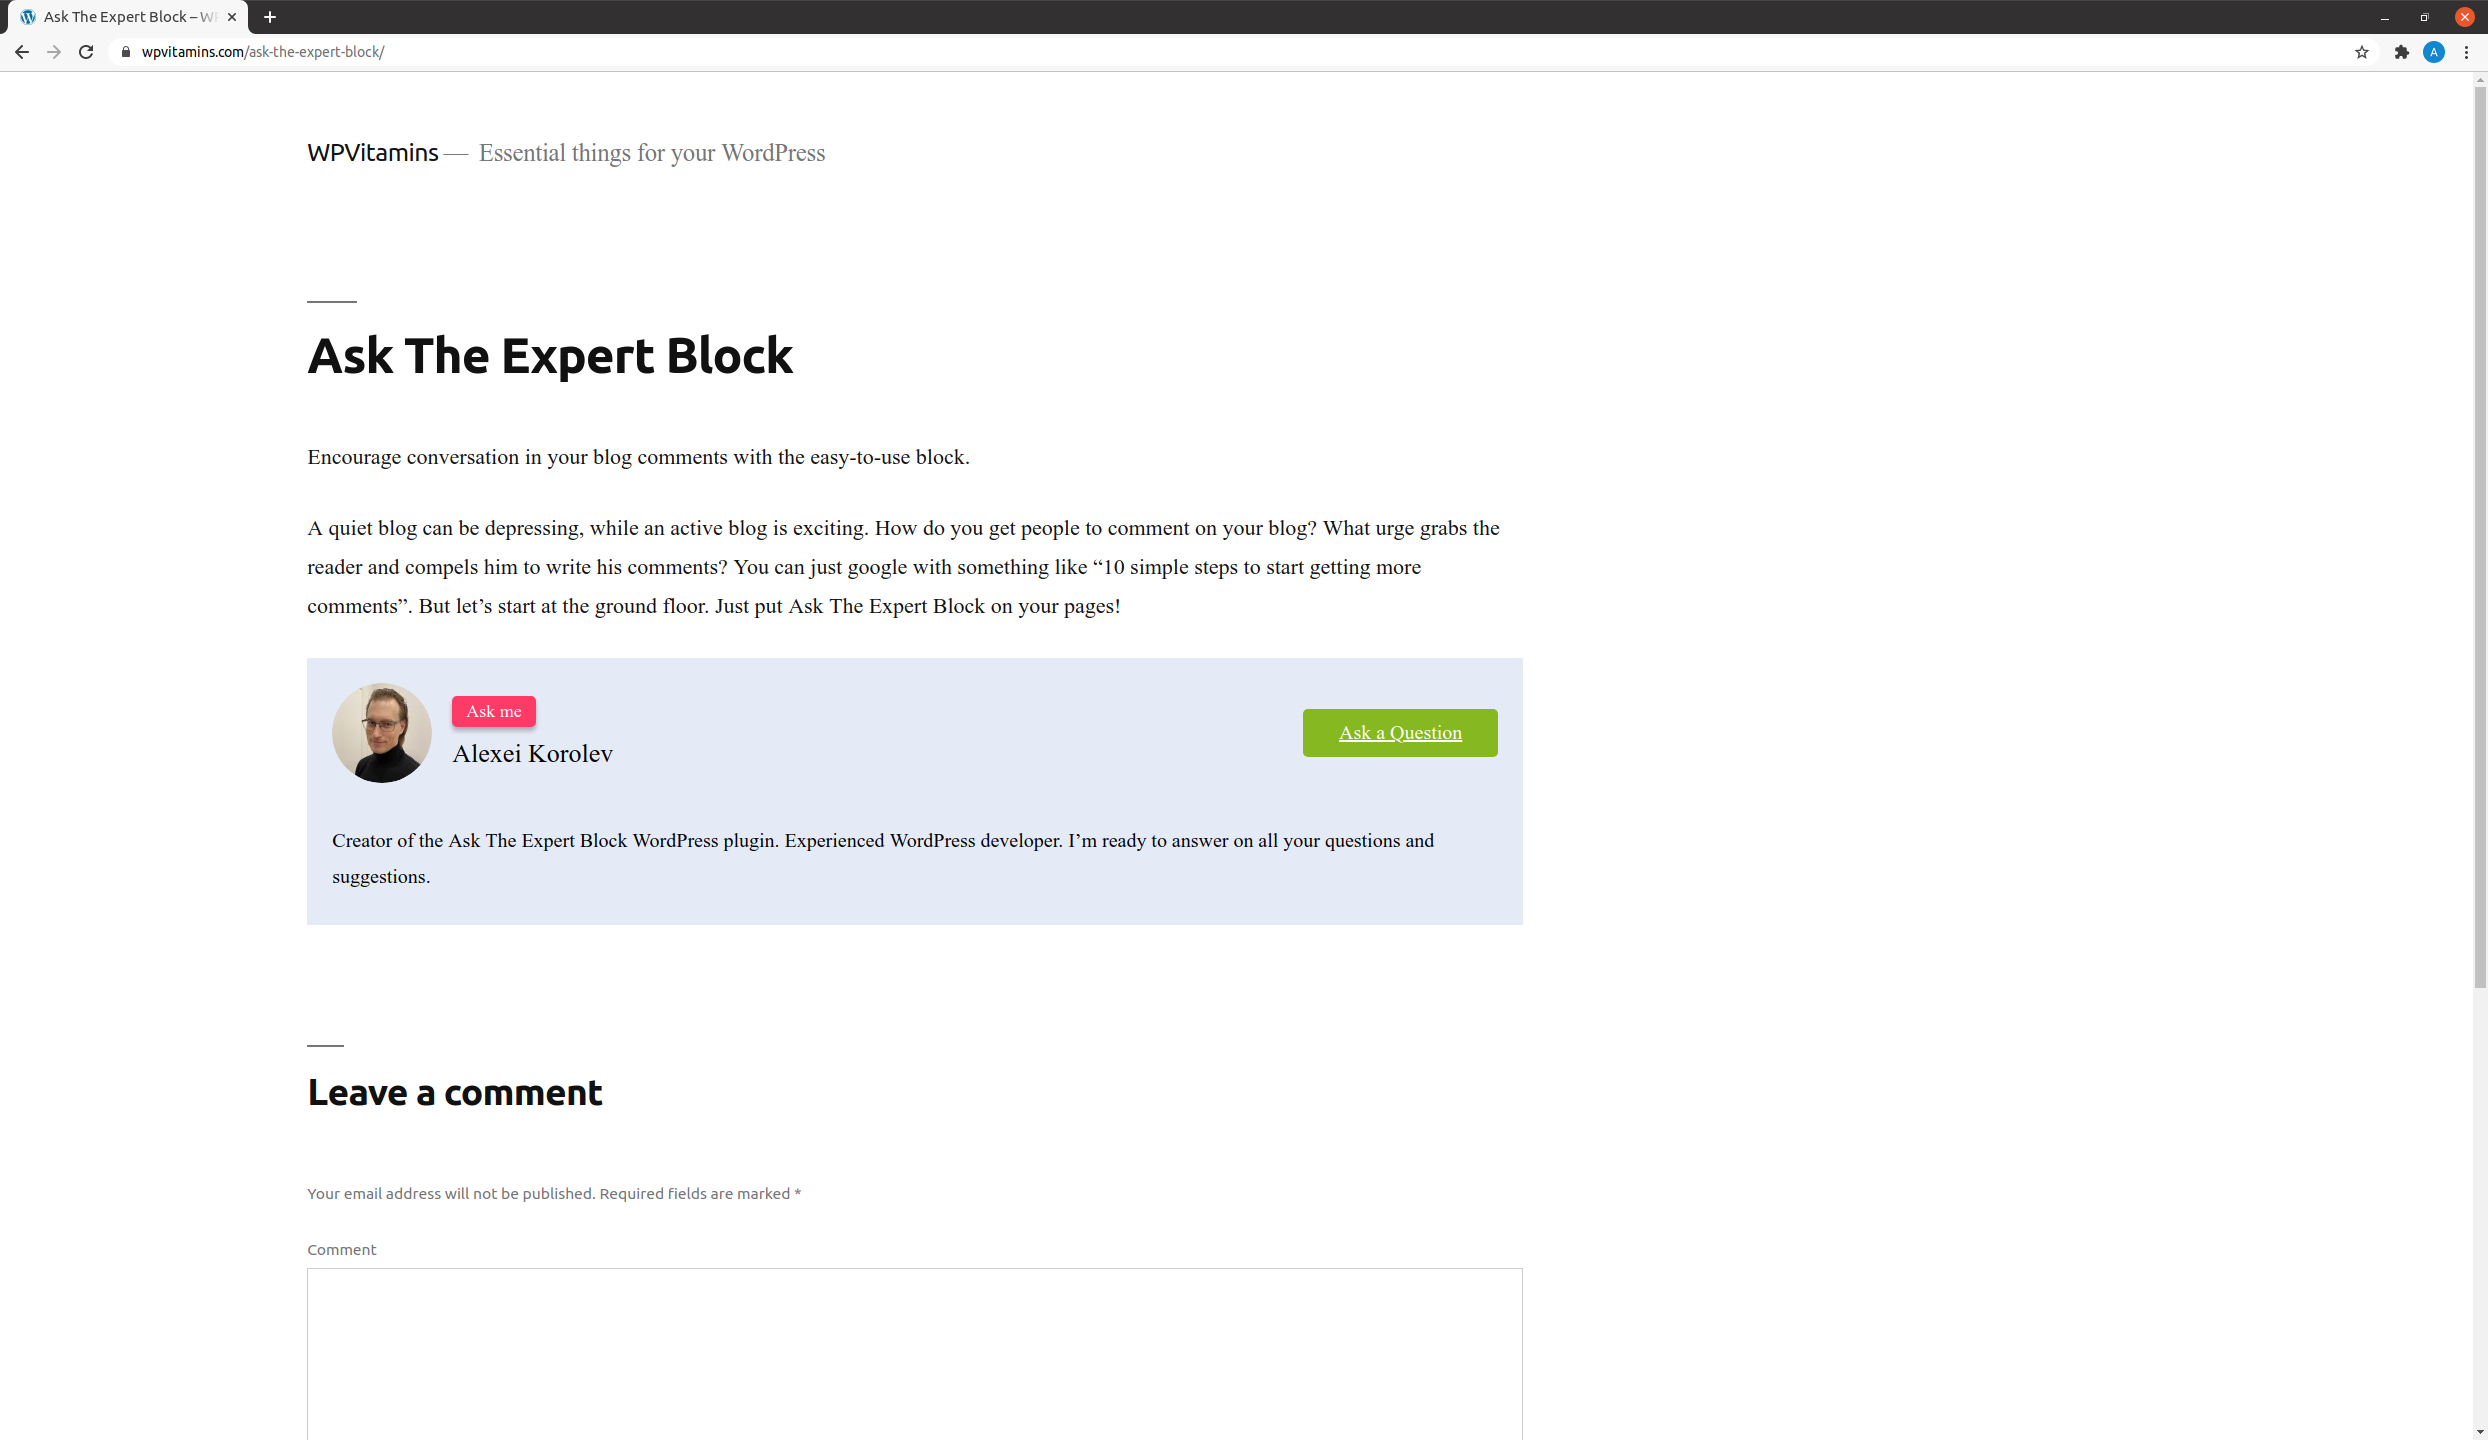 Ask The Expert Block – WP
wpvitamins.com/ask-the-expert-block/
A
WPVitamins — Essential things for your WordPress
Ask The Expert Block
Encourage conversation in your blog comments with the easy-to-use block.
A quiet blog can be depressing, while an active blog is exciting. How do you get people to comment on your blog? What urge grabs the
reader and compels him to write his comments? You can just google with something like “10 simple steps to start getting more
comments”. But let’s start at the ground floor. Just put Ask The Expert Block on your pages!
Ask me
Alexei Korolev
Ask a Question
Creator of the Ask The Expert Block WordPress plugin. Experienced WordPress developer. I’m ready to answer on all your questions and
suggestions.
Leave a comment
Your email address will not be published. Required fields are marked *
Comment